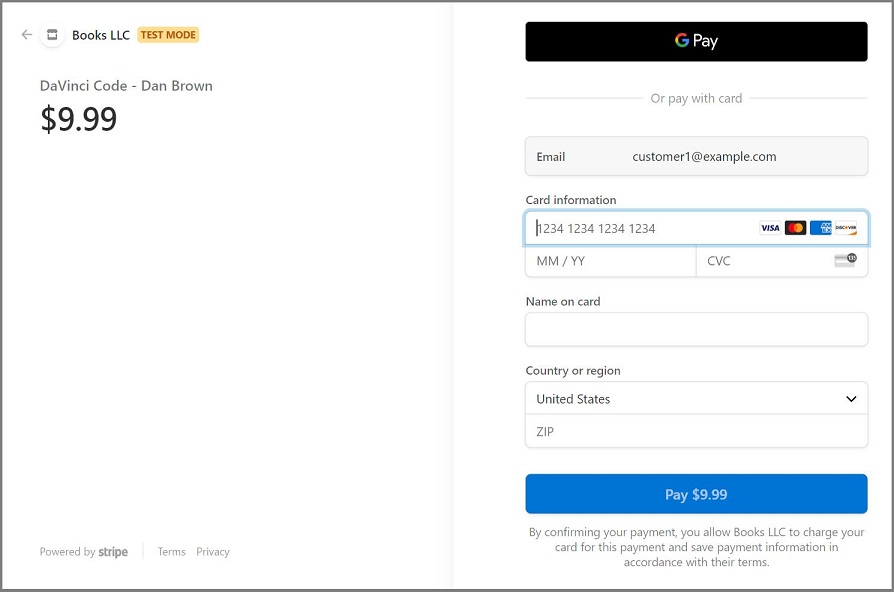 Books LLC TEST MODE
DaVinci Code - Dan Brown
$9.99
Powered by stripe Terms Privacy
G Pay
Or pay with card
Email customer1@example.com
Card information
1234 1234 1234 1234 VISA AMEX DISCOVER
MM / YY CVC 135
Name on card
Country or region
United States
ZIP
Pay $9.99
By confirming your payment, you allow Books LLC to charge your
card for this payment and save payment information in
accordance with their terms.